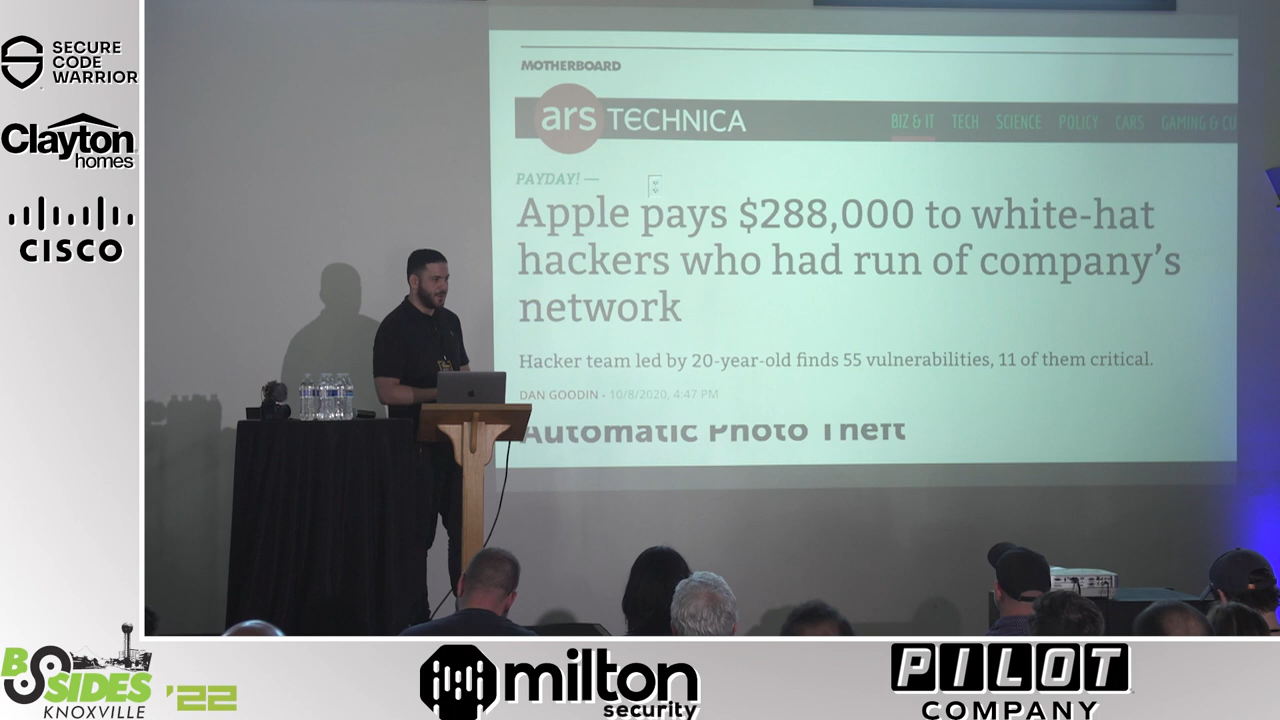 SECURE
CODE
WARRIOR
Clayton
homes
CISCO
MOTHERBOARD
ars TECHNICA
BIZ & IT TECH SCIENCE POLICY CARS GAMING & CU
PAYDAY! —
Apple pays $288,000 to white-hat
hackers who had run of company's
network
Hacker team led by 20-year-old finds 55 vulnerabilities, 11 of them critical.
DAN GOODIN - 10/8/2020, 4:47 PM
Automatic Photo Theft
BSIDES '22
KNOXVILLE
milton
security
PILOT
COMPANY